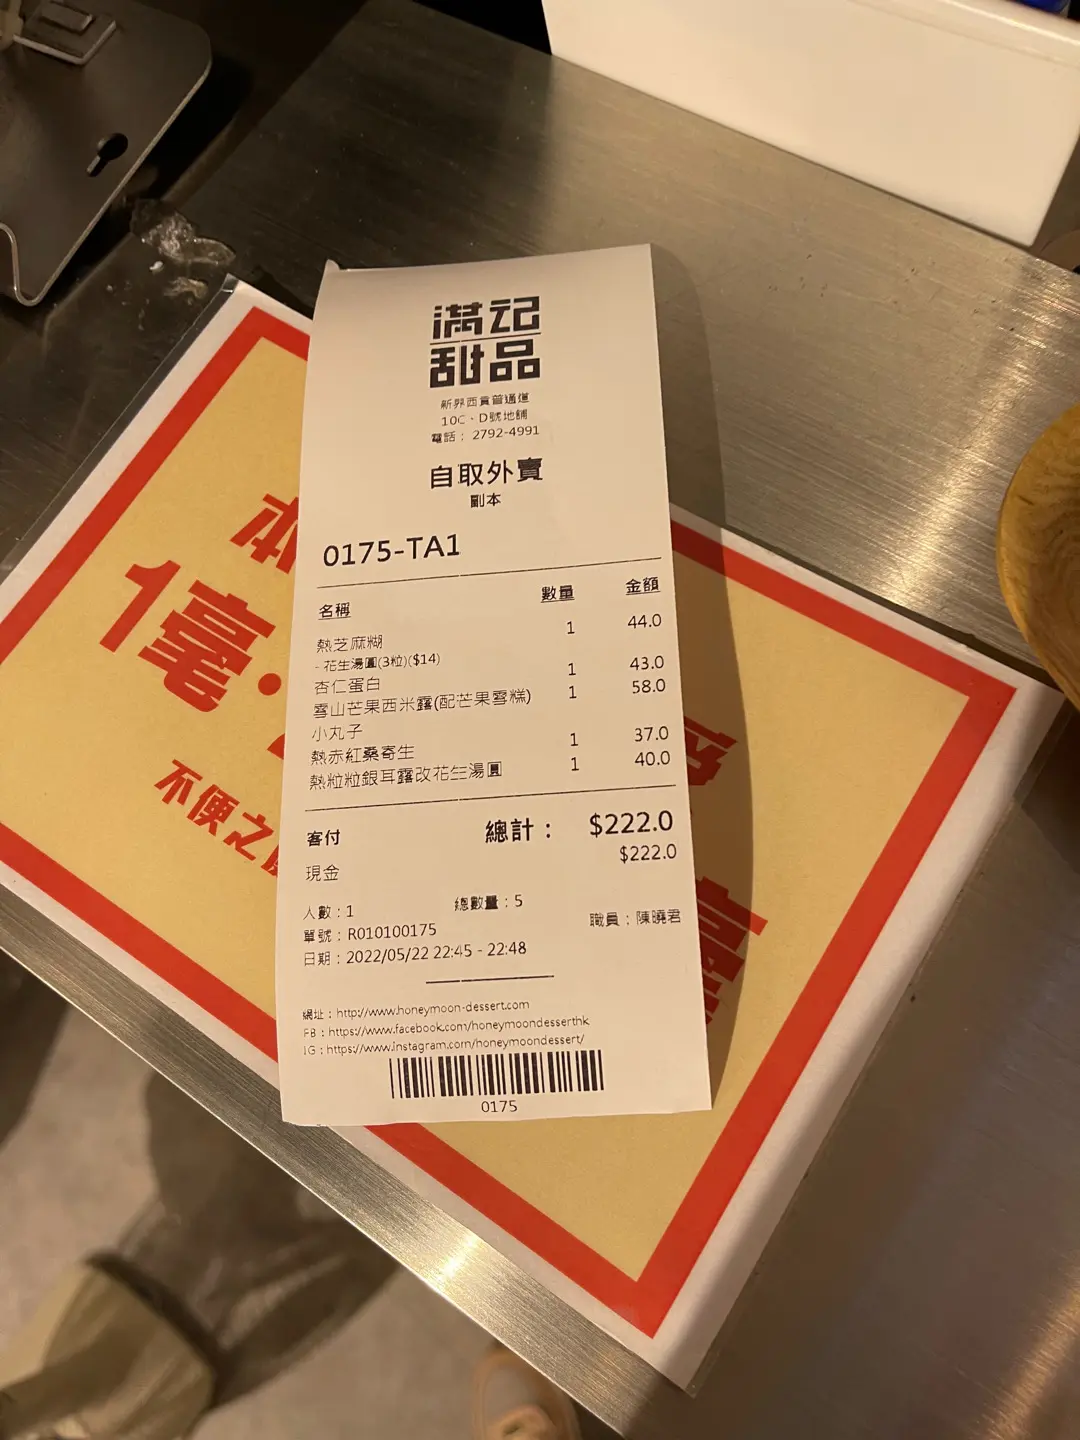 滿記
甜品
新界西貢普通道
10C、D號地舖
電話： 2792-4991
自取外賣
副本
0175-TA1
名稱 數量 金額
熱芝麻糊 1 44.0
- 花生湯圓(3粒)($14)
杏仁蛋白 1 43.0
雪山芒果西米露(配芒果雪糕) 1 58.0
小丸子
熱赤紅桑寄生 1 37.0
熱粒粒銀耳露改花生湯圓 1 40.0
客付 總計： $222.0
現金 $222.0
人數：1 總數量：5
單號：R010100175 職員：陳曉君
日期：2022/05/22 22:45 - 22:48
網址：http://www.honeymoon-dessert.com
FB：https://www.facebook.com/honeymoondesserthk
IG：https://www.instagram.com/honeymoondessert/
0175
本
1毫
不便之